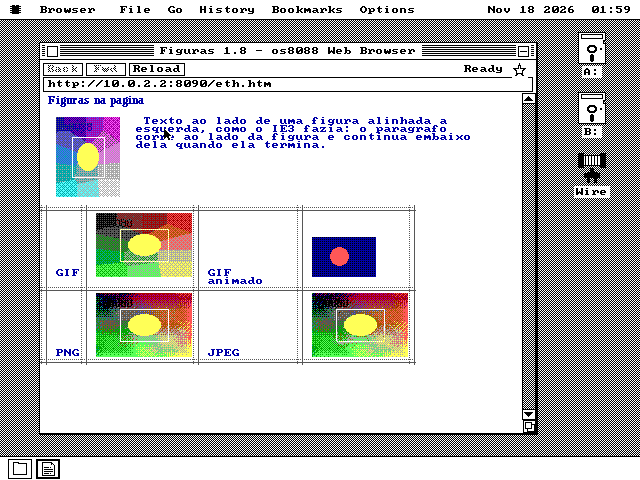 Browser File Go History Bookmarks Options Nov 18 2026 01:59
Figuras 1.8 - os8088 Web Browser
Back Fwd Reload Ready
http://10.0.2.2:8090/eth.htm
Figuras na pagina
Texto ao lado de uma figura alinhada a
esquerda, como o IE3 fazia: o paragrafo
corre ao lado da figura e continua embaixo
dela quando ela termina.
GIF
GIF
animado
PNG
JPEG
A:
B:
Wire